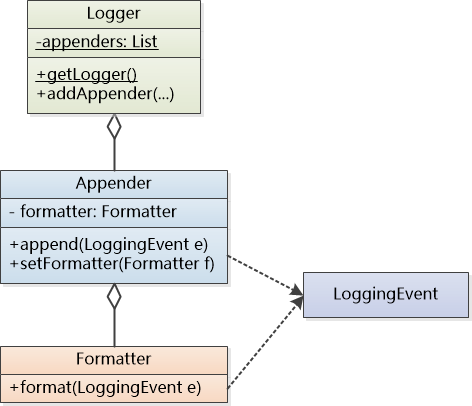 Logger
-appenders: List
+getLogger()
+addAppender(...)
Appender
- formatter: Formatter
+append(LoggingEvent e)
+setFormatter(Formatter f)
LoggingEvent
Formatter
+format(LoggingEvent e)